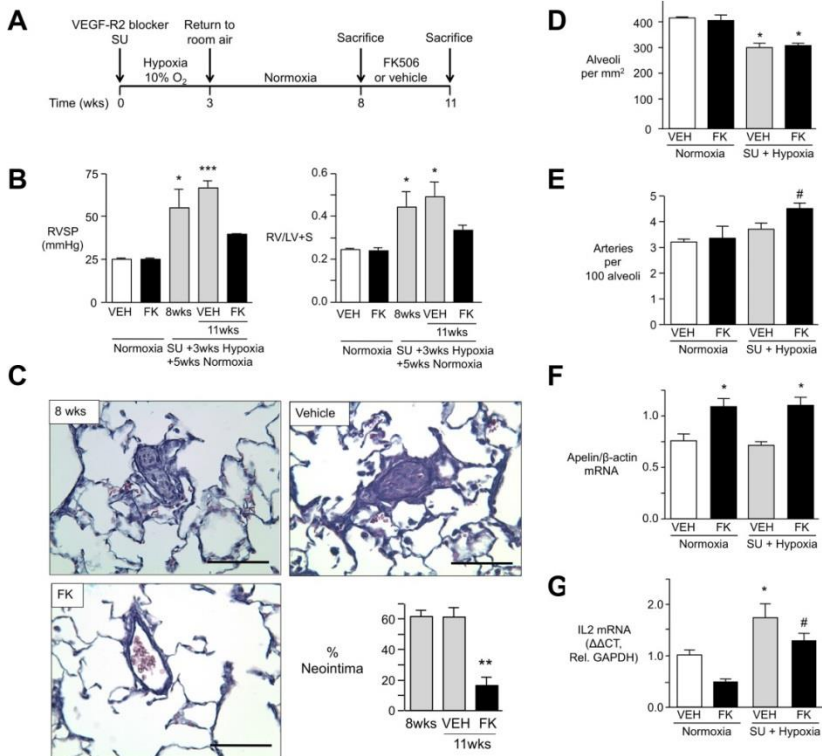 A
VEGF-R2 blocker
SU
Return to
room air
Sacrifice
Sacrifice
Hypoxia
10% O₂
Normoxia
FK506
or vehicle
Time (wks)
0
3
8
11
B
RVSP
(mmHg)
75
50
25
0
*
***
VEH
FK
8wks
VEH
FK
11wks
Normoxia
SU +3wks Hypoxia
+5wks Normoxia
RV/LV+S
0.6
0.4
0.2
0.0
*
*
VEH
FK
8wks
VEH
FK
11wks
Normoxia
SU +3wks Hypoxia
+5wks Normoxia
C
8 wks
Vehicle
FK
%
Neointima
60
40
20
0
**
8wks
VEH
FK
11wks
D
Alveoli
per mm²
400
300
200
100
0
*
*
VEH
FK
VEH
FK
Normoxia
SU + Hypoxia
E
Arteries
per
100 alveoli
6
4
2
0
#
VEH
FK
VEH
FK
Normoxia
SU + Hypoxia
F
Apelin/β-actin
mRNA
1.0
0.5
0.0
*
*
VEH
FK
VEH
FK
Normoxia
SU + Hypoxia
G
IL2 mRNA
(ΔΔCT,
Rel. GAPDH)
2.0
1.0
0.0
*
#
VEH
FK
VEH
FK
Normoxia
SU + Hypoxia